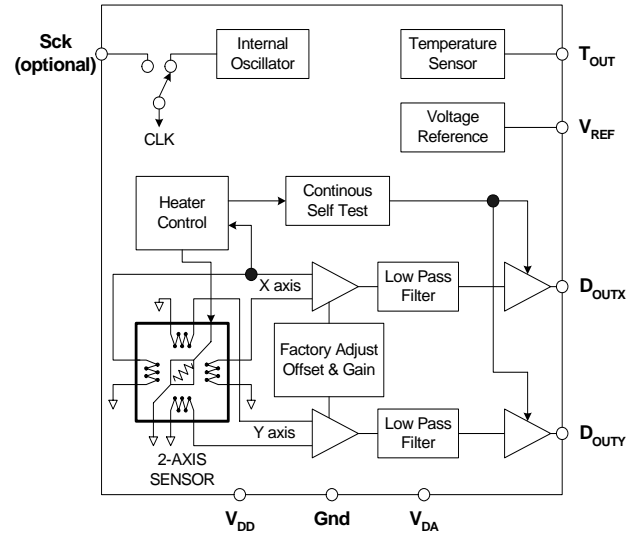 Sck
(optional)
Internal
Oscillator
Temperature
Sensor
TOUT
CLK
Voltage
Reference
VREF
Heater
Control
Continous
Self Test
X axis
Low Pass
Filter
DOUTX
Factory Adjust
Offset & Gain
Y axis
Low Pass
Filter
DOUTY
2-AXIS
SENSOR
VDD
Gnd
VDA